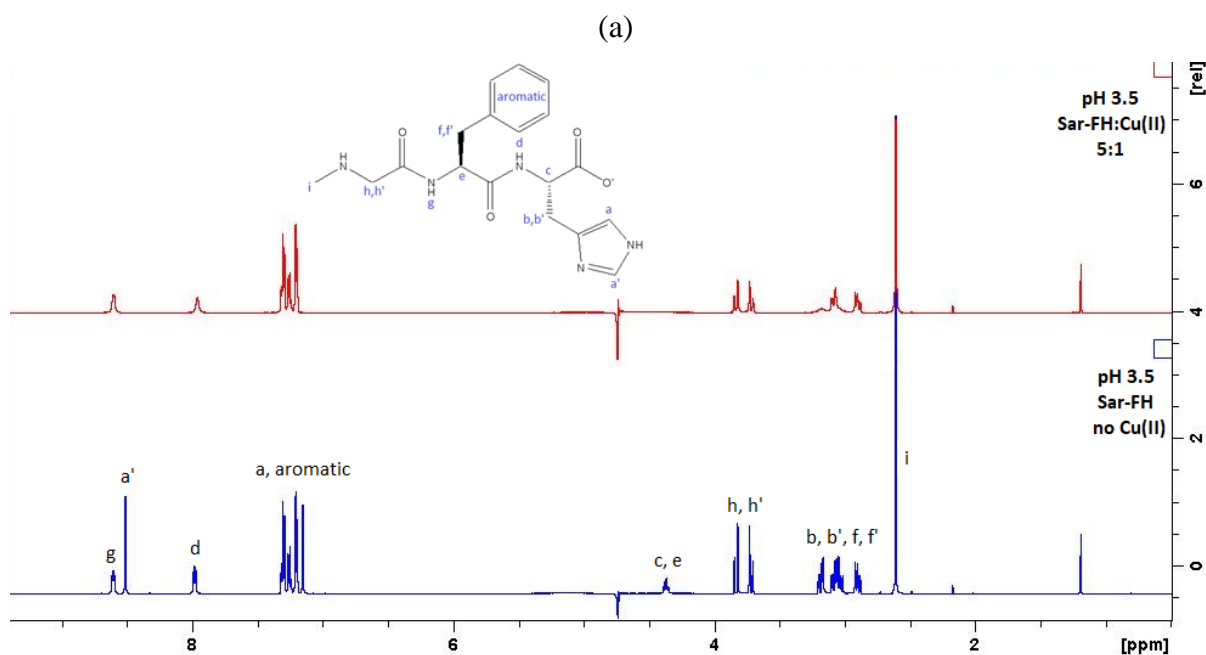 (a)
[rel]
pH 3.5
Sar-FH:Cu(II)
5:1
aromatic
f,f'
O
H
d
O
H
N
H
N
c
i
h,h'
N
H
e
O-
g
O
b,b'
a
NH
N
a'
6
4
pH 3.5
Sar-FH
no Cu(II)
2
i
a'
a, aromatic
h, h'
b, b', f, f'
g
d
c, e
0
8
6
4
2
[ppm]